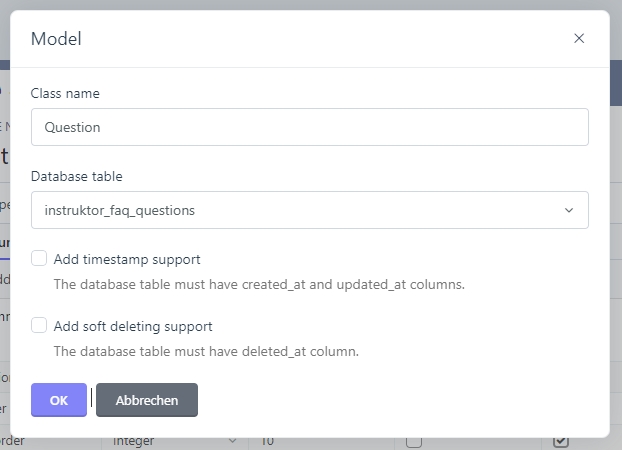 Model
Class name
Question
Database table
instruktor_faq_questions
Add timestamp support
The database table must have created_at and updated_at columns.
Add soft deleting support
The database table must have deleted_at column.
OK
Abbrechen
Integer
10